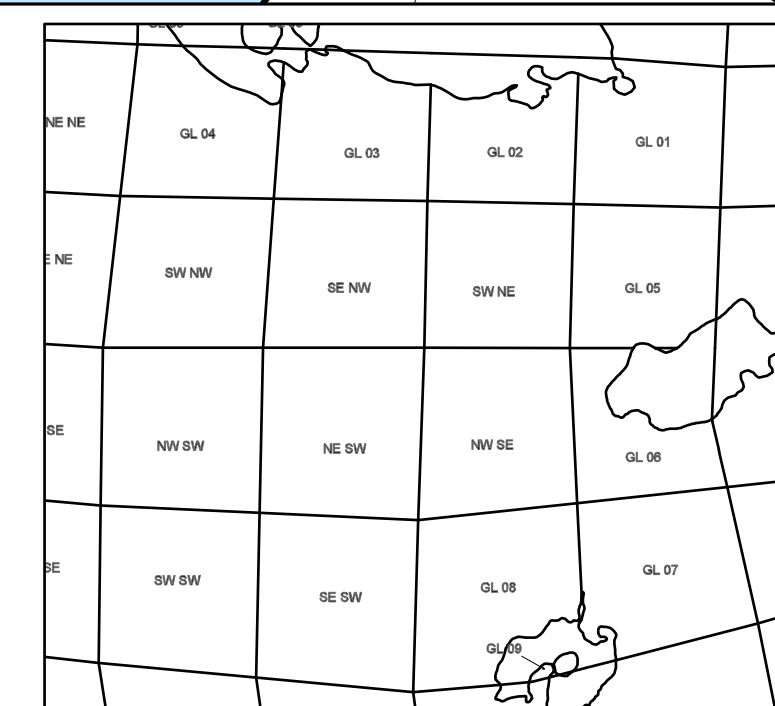 NE NE
GL 04
GL 03
GL 02
GL 01
E NE
SW NW
SE NW
SW NE
GL 05
SE
NW SW
NE SW
NW SE
GL 06
SE
SW SW
SE SW
GL 08
GL 07
GL 09